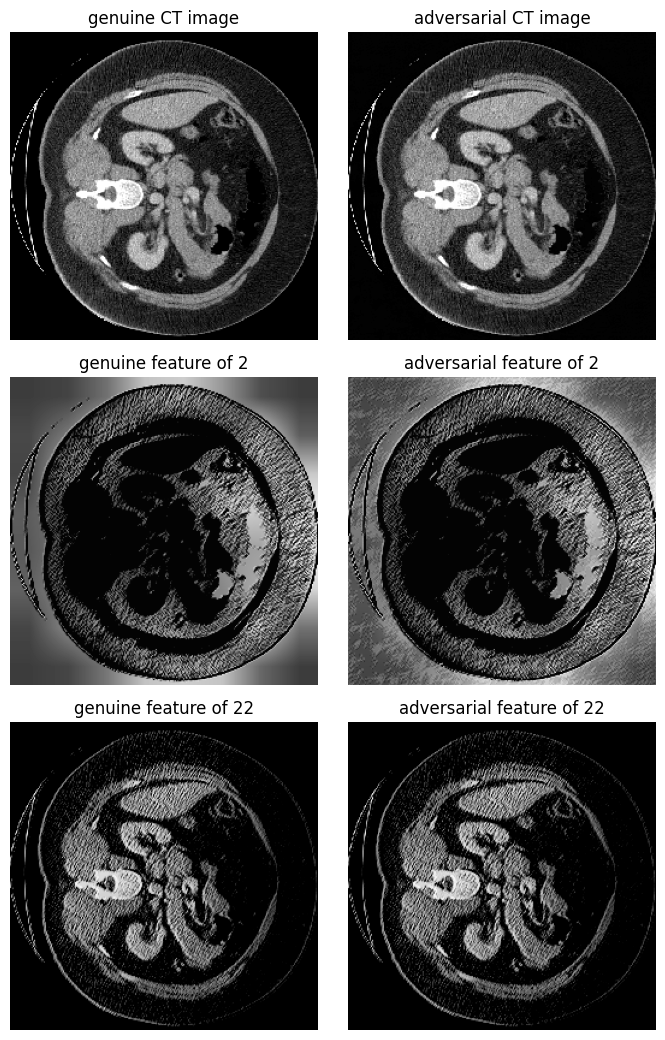 genuine CT image
adversarial CT image
genuine feature of 2
adversarial feature of 2
genuine feature of 22
adversarial feature of 22